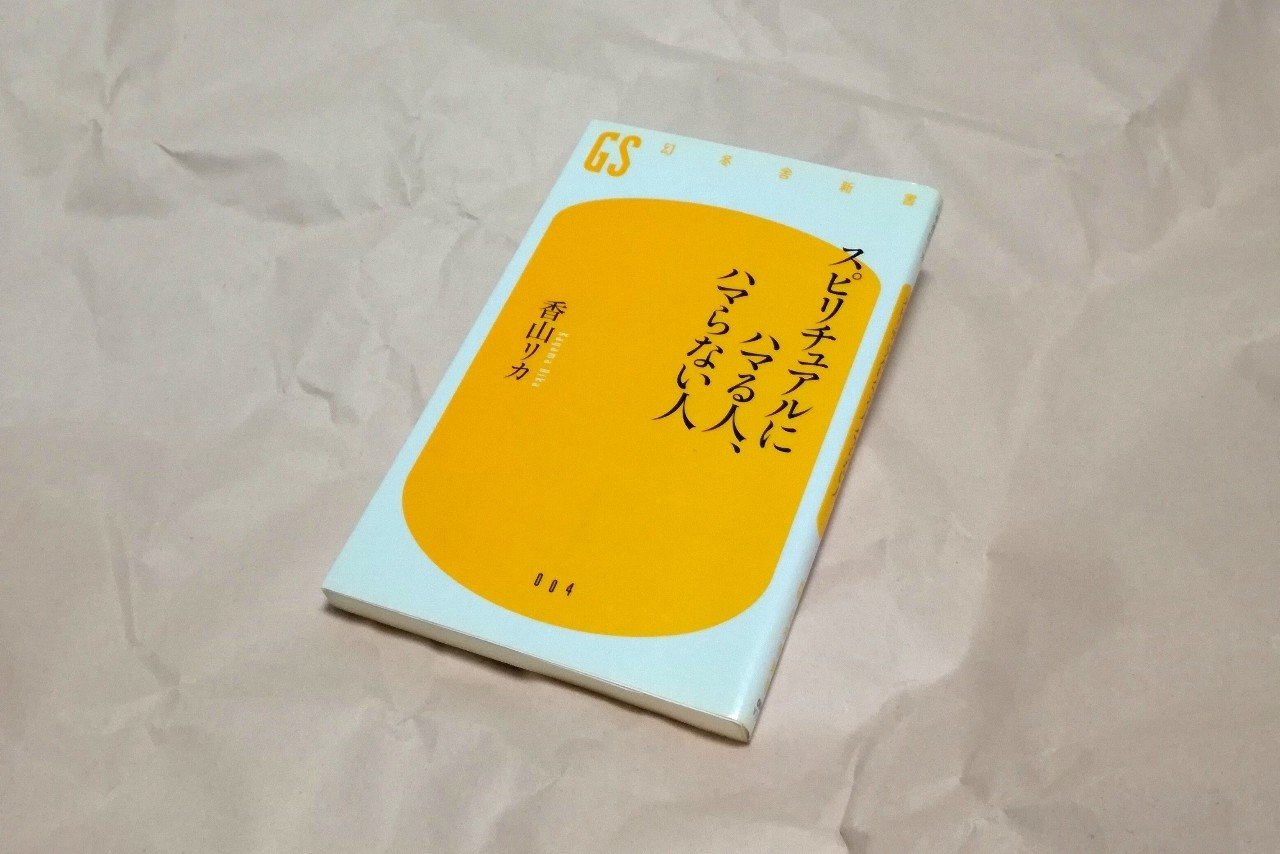 GS
幻冬舎新書
スピリチュアルに
ハマる人、
ハマらない人
香山リカ
Kayama Rika
004